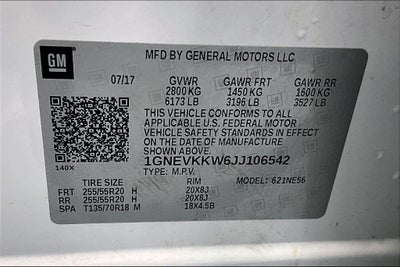 GM
MFD BY GENERAL MOTORS LLC
07/17 GVWR GAWR FRT GAWR RR
2800 KG 1450 KG 1600 KG
6173 LB 3196 LB 3527 LB
THIS VEHICLE CONFORMS TO ALL
APPLICABLE U.S. FEDERAL MOTOR
VEHICLE SAFETY STANDARDS IN EFFECT
ON THE DATE OF MANUFACTURE
SHOWN ABOVE.
1GNEVKKW6JJ106542
140X
TYPE: M.P.V. MODEL: 621NE56
TIRE SIZE RIM
FRT 255/55R20 H 20X8J
RR 255/55R20 H 20X8J
SPA T135/70R18 M 18X4.5B